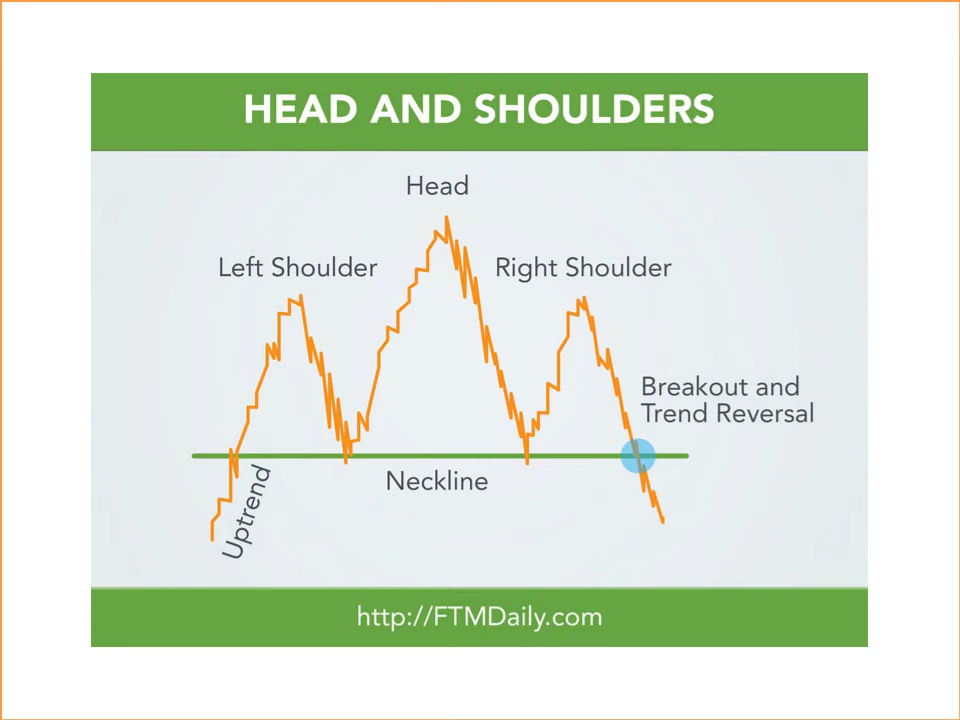 HEAD AND SHOULDERS
Head
Left Shoulder
Right Shoulder
Breakout and
Trend Reversal
Neckline
Uptrend
http://FTMDaily.com